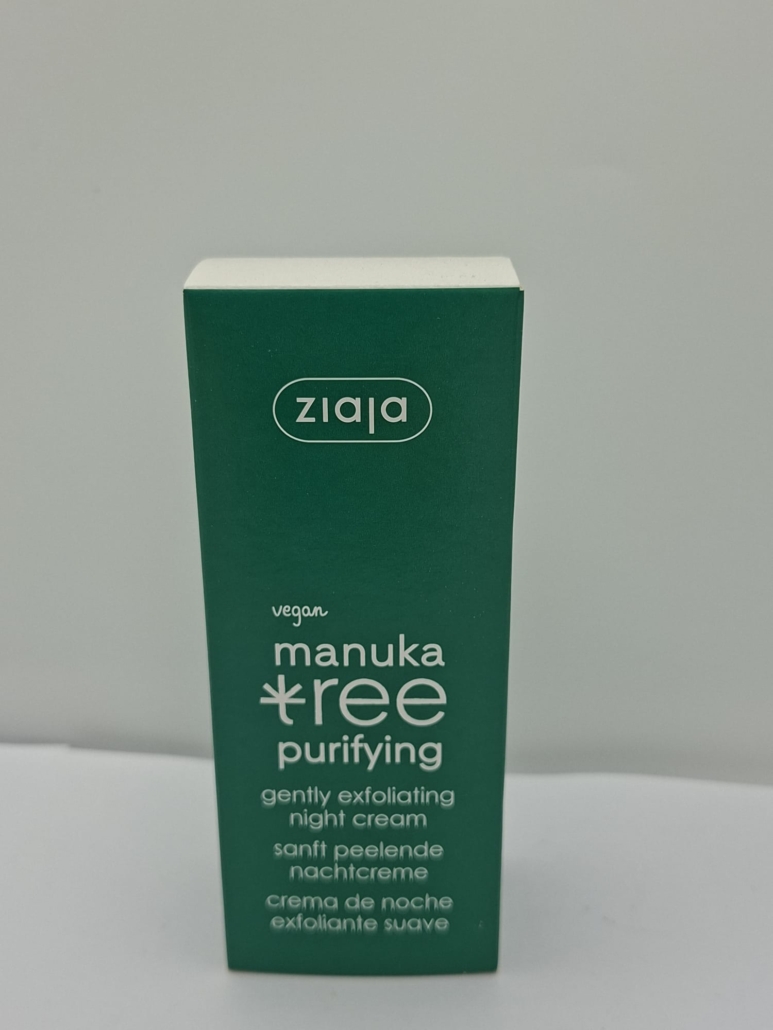 ziaja
vegan
manuka
tree
purifying
gently exfoliating
night cream
sanft peelende
nachtcreme
crema de noche
exfoliante suave